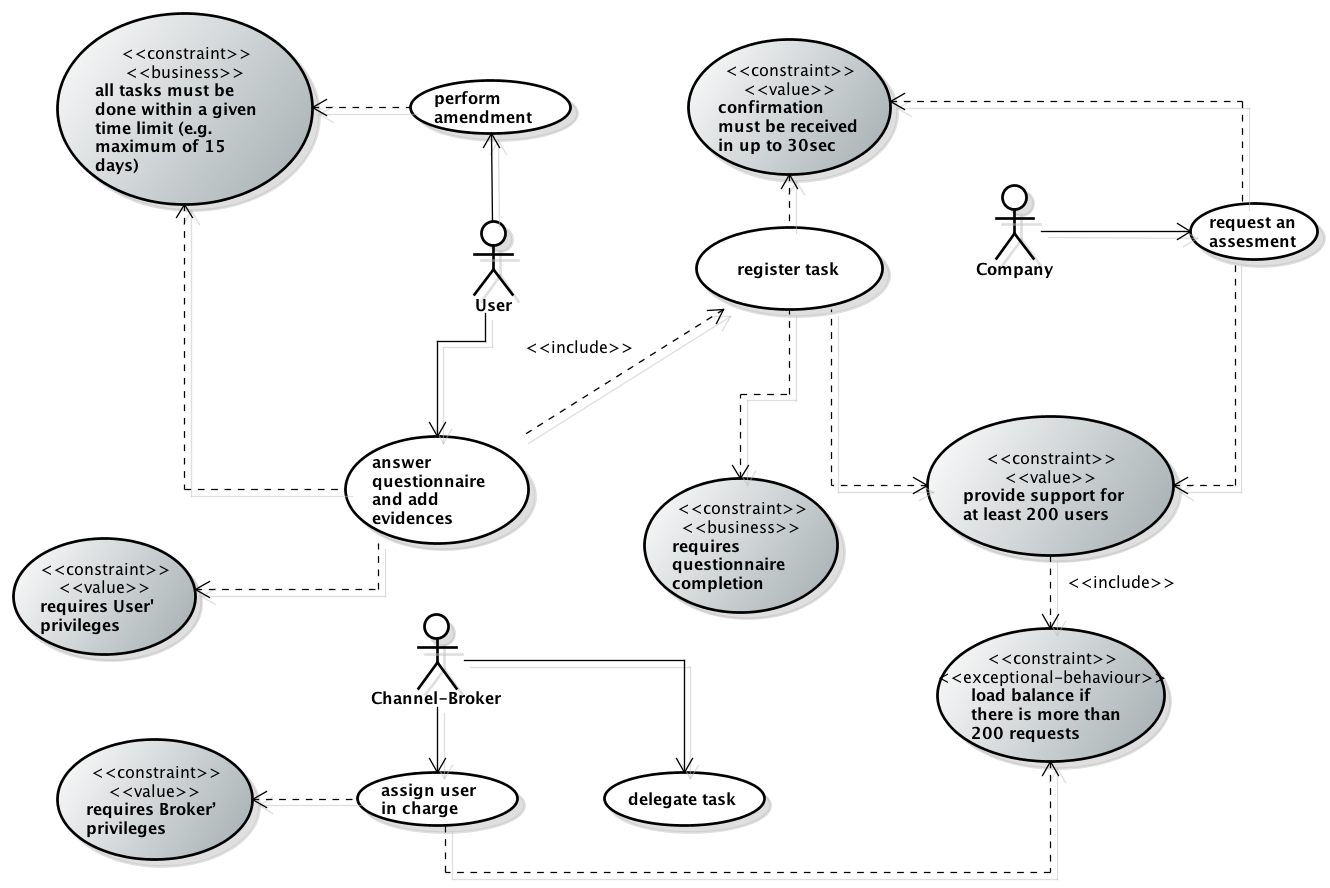 <<constraint>>
<<business>>
all tasks must be
done within a given
time limit (e.g.
maximum of 15
days)
perform
amendment
<<constraint>>
<<value>>
confirmation
must be received
in up to 30sec
User
register task
Company
request an
assesment
<<include>>
answer
questionnaire
and add
evidences
<<constraint>>
<<business>>
requires
questionnaire
completion
<<constraint>>
<<value>>
provide support for
at least 200 users
<<constraint>>
<<value>>
requires User'
privileges
<<include>>
Channel-Broker
<<constraint>>
<<exceptional-behaviour>>
load balance if
there is more than
200 requests
<<constraint>>
<<value>>
requires Broker'
privileges
assign user
in charge
delegate task